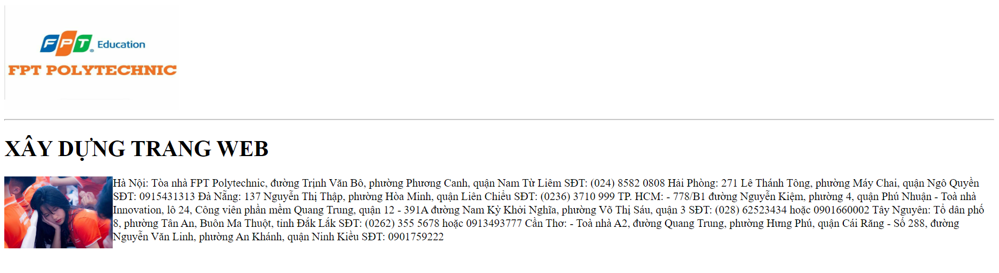 FPT® Education
FPT POLYTECHNIC
XÂY DỰNG TRANG WEB
Hà Nội: Tòa nhà FPT Polytechnic, đường Trịnh Văn Bô, phường Phương Canh, quận Nam Từ Liêm SĐT: (024) 8582 0808 Hải Phòng: 271 Lê Thánh Tông, phường Máy Chai, quận Ngô Quyền
SĐT: 0915431313 Đà Nẵng: 137 Nguyễn Thị Thập, phường Hòa Minh, quận Liên Chiểu SĐT: (0236) 3710 999 TP. HCM: - 778/B1 đường Nguyễn Kiệm, phường 4, quận Phú Nhuận - Toà nhà
Innovation, lô 24, Công viên phần mềm Quang Trung, quận 12 - 391A đường Nam Kỳ Khởi Nghĩa, phường Võ Thị Sáu, quận 3 SĐT: (028) 62523434 hoặc 0901660002 Tây Nguyên: Tổ dân phố
8, phường Tân An, Buôn Ma Thuột, tỉnh Đắk Lắk SĐT: (0262) 355 5678 hoặc 0913493777 Cần Thơ: - Toà nhà A2, đường Quang Trung, phường Hưng Phú, quận Cái Răng - Số 288, đường
Nguyễn Văn Linh, phường An Khánh, quận Ninh Kiều SĐT: 0901759222